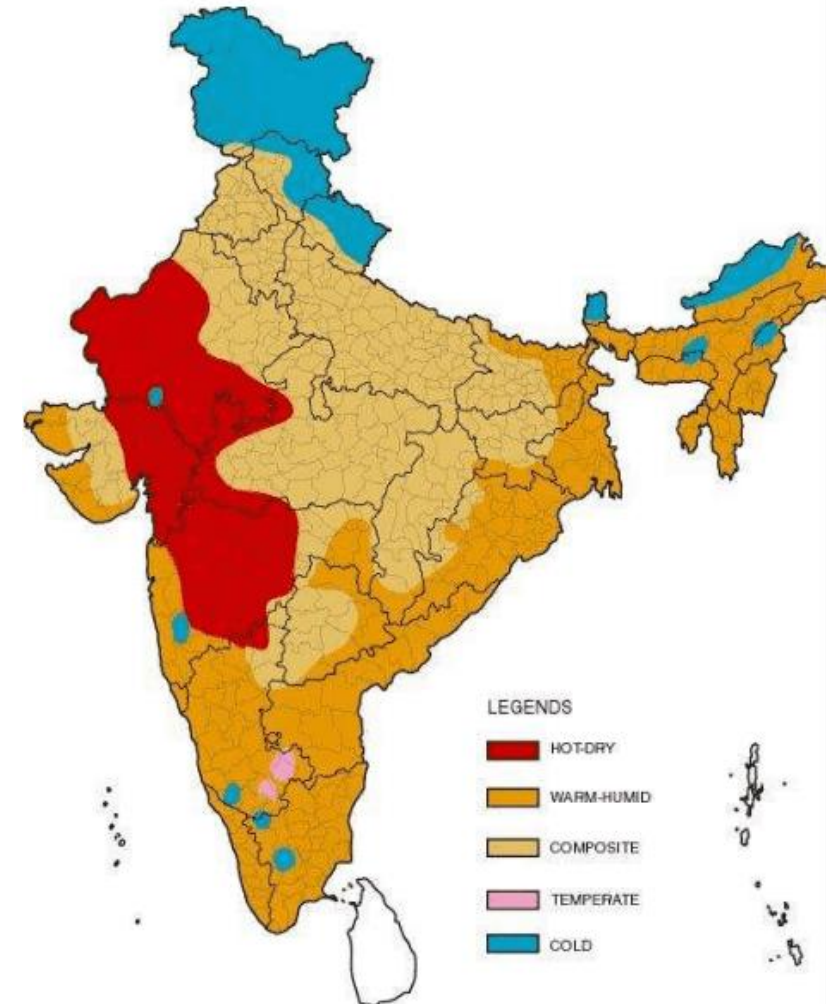 LEGENDS
HOT-DRY
WARM-HUMID
COMPOSITE
TEMPERATE
COLD